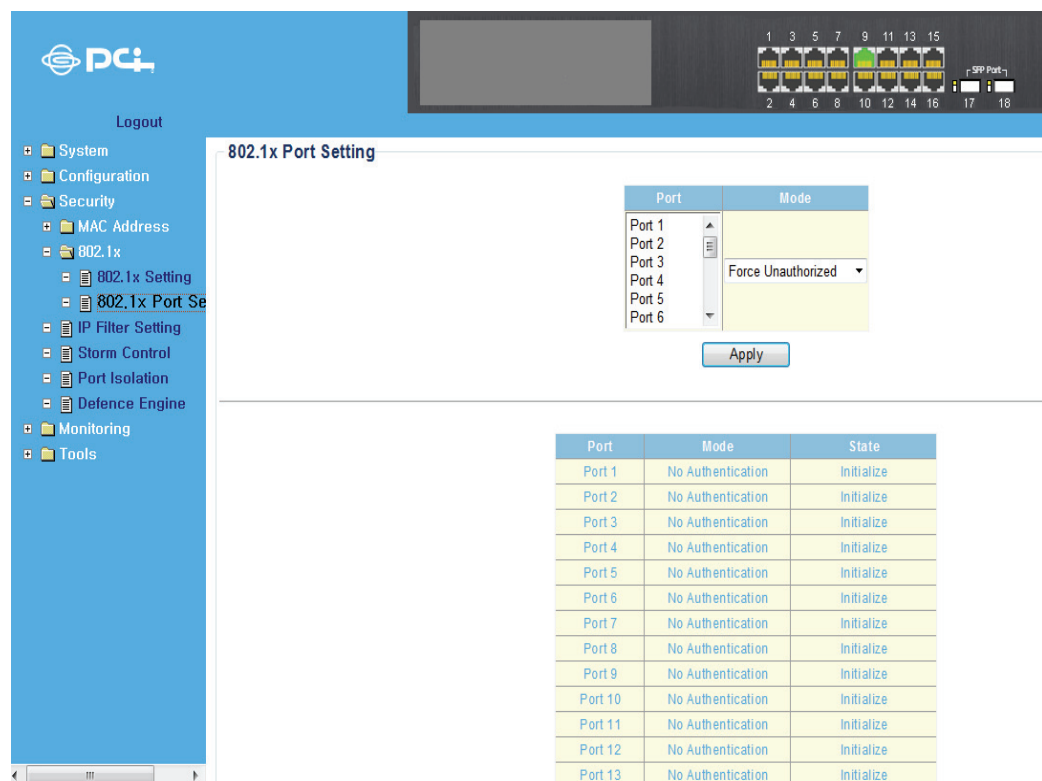 PCi
1 3 5 7 9 11 13 15
SFP Port
2 4 6 8 10 12 14 16 17 18
Logout
System
Configuration
Security
MAC Address
802.1x
802.1x Setting
802.1x Port Se
IP Filter Setting
Storm Control
Port Isolation
Defence Engine
Monitoring
Tools
802.1x Port Setting
Port Mode
Port 1
Port 2
Port 3
Port 4
Port 5
Port 6
Force Unauthorized
Apply
Port Mode State
Port 1 No Authentication Initialize
Port 2 No Authentication Initialize
Port 3 No Authentication Initialize
Port 4 No Authentication Initialize
Port 5 No Authentication Initialize
Port 6 No Authentication Initialize
Port 7 No Authentication Initialize
Port 8 No Authentication Initialize
Port 9 No Authentication Initialize
Port 10 No Authentication Initialize
Port 11 No Authentication Initialize
Port 12 No Authentication Initialize
Port 13 No Authentication Initialize